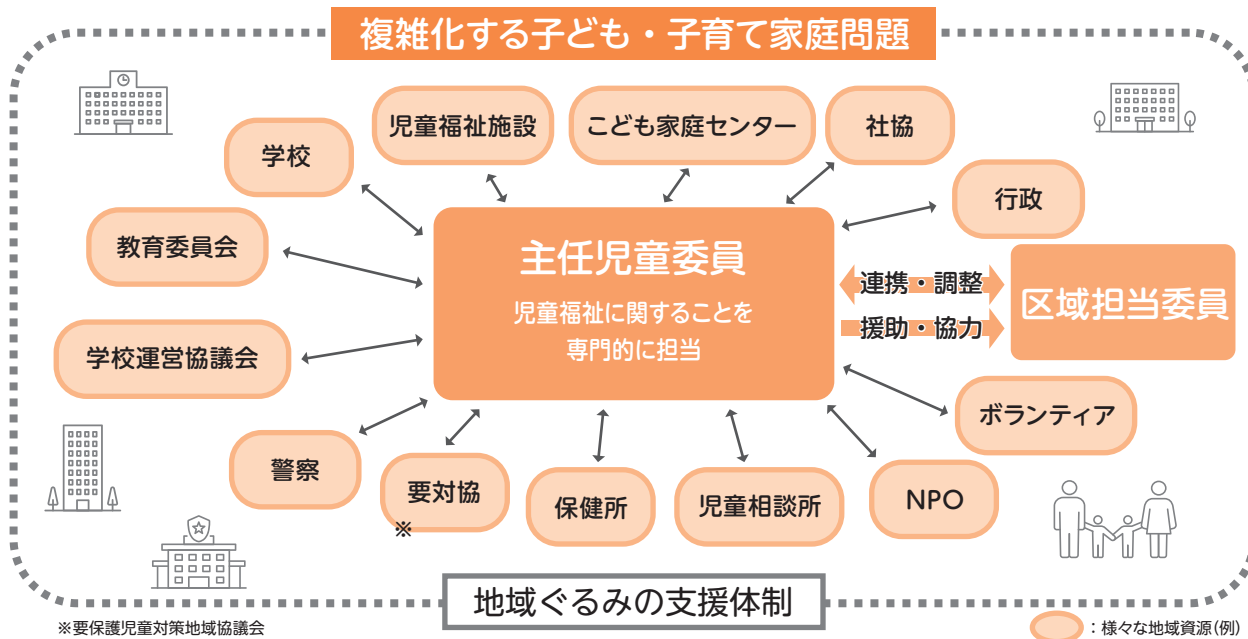 複雑化する子ども・子育て家庭問題
児童福祉施設
こども家庭センター
社協
学校
行政
教育委員会
主任児童委員
児童福祉に関することを
専門的に担当
連携・調整
援助・協力
区域担当委員
学校運営協議会
ボランティア
警察
要対協
※
保健所
児童相談所
NPO
地域ぐるみの支援体制
※要保護児童対策地域協議会
：様々な地域資源(例)